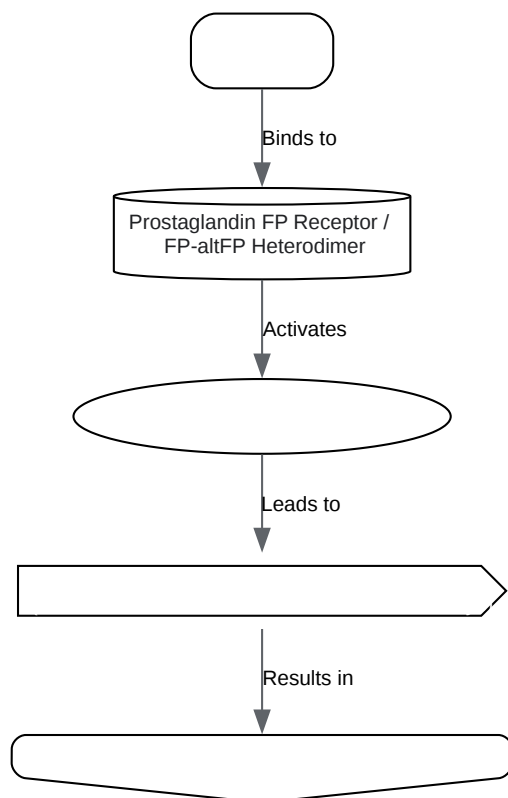 Binds to
Prostaglandin FP Receptor /
FP-altFP Heterodimer
Activates
Leads to
Results in